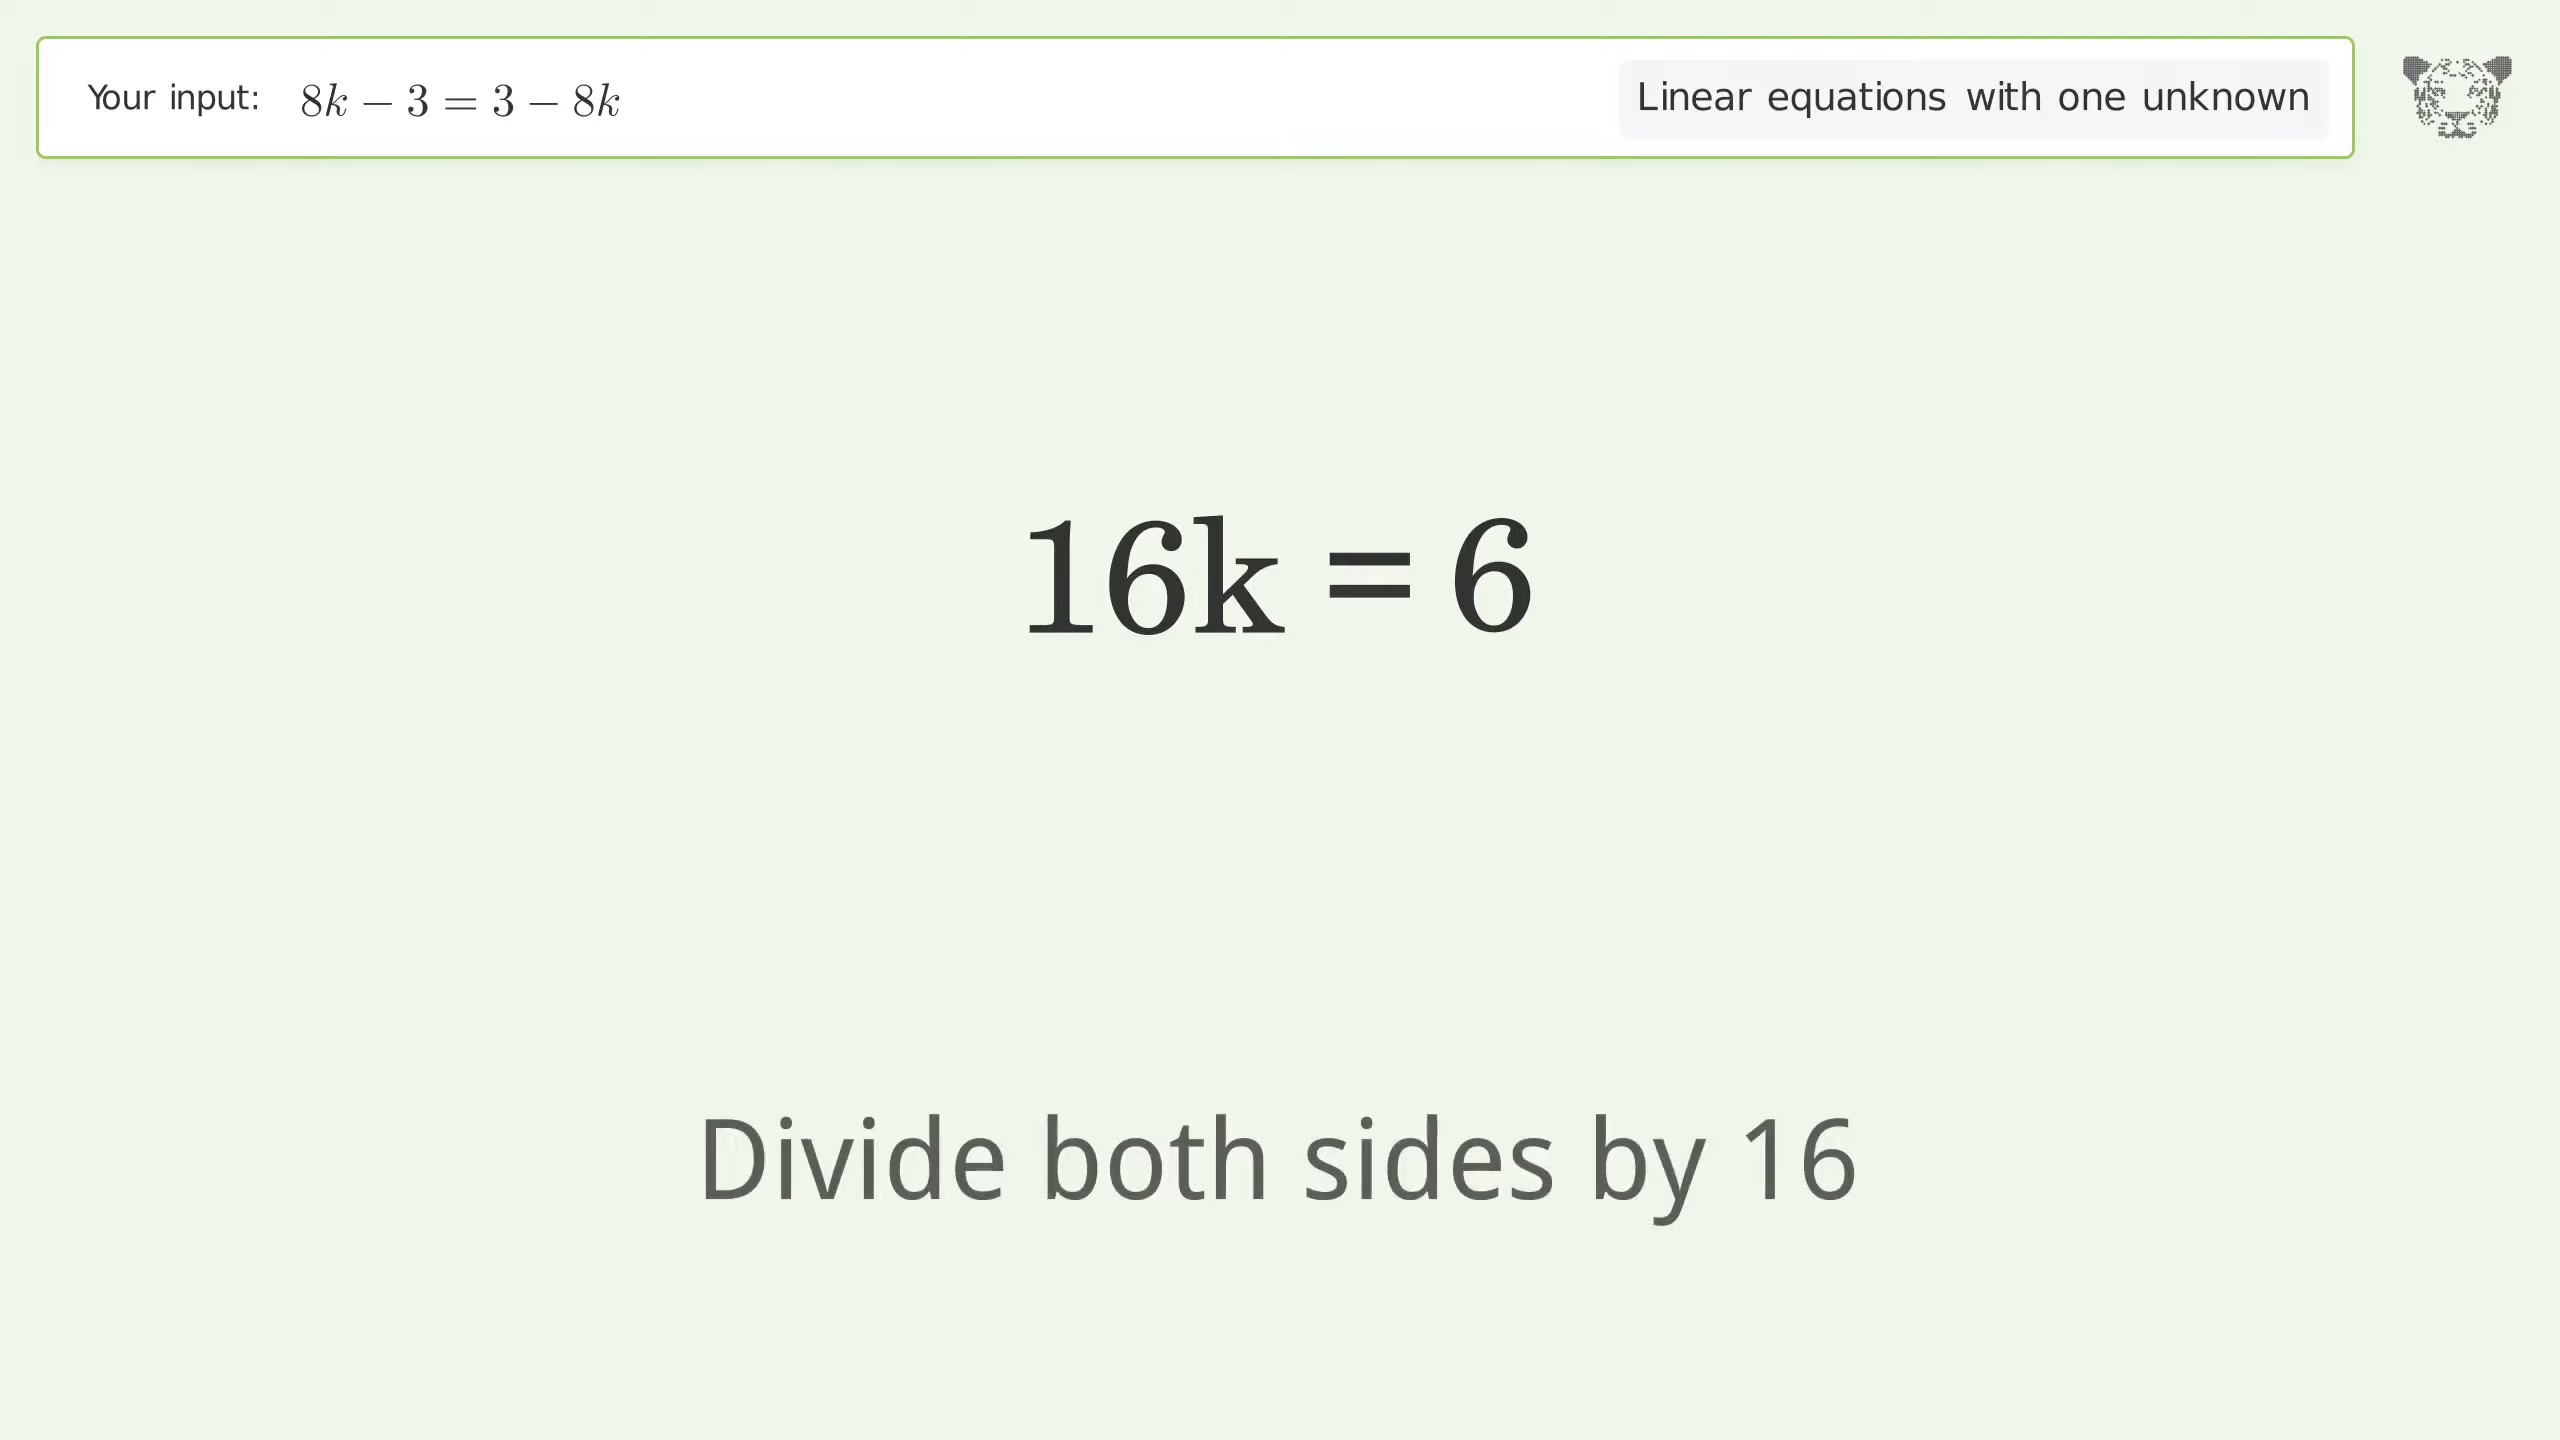 Your input: 8k − 3 = 3 − 8k
Linear equations with one unknown
16k = 6
Divide both sides by 16